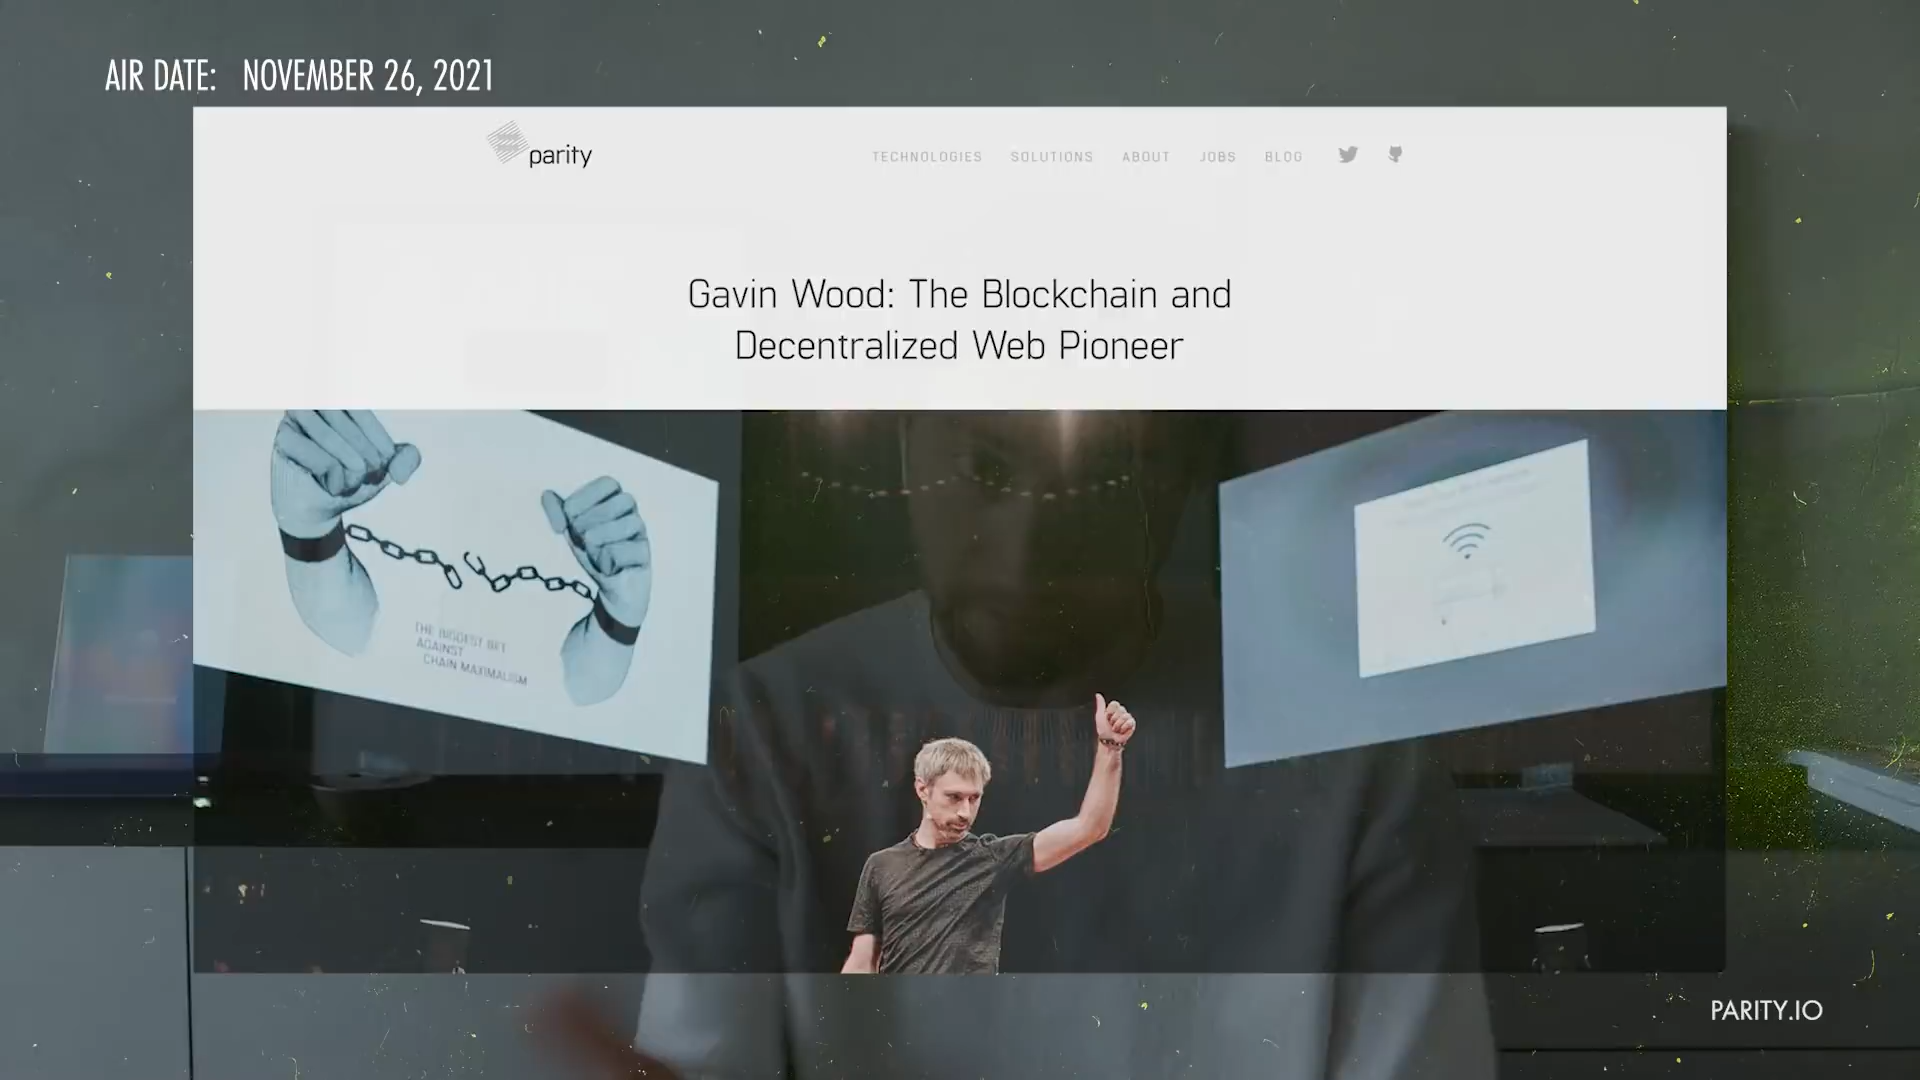 AIR DATE: NOVEMBER 26, 2021
parity
TECHNOLOGIES SOLUTIONS ABOUT JOBS BLOG
Gavin Wood: The Blockchain and
Decentralized Web Pioneer
THE BIGGEST BET
AGAINST
CHAIN MAXIMALISM
PARITY.IO